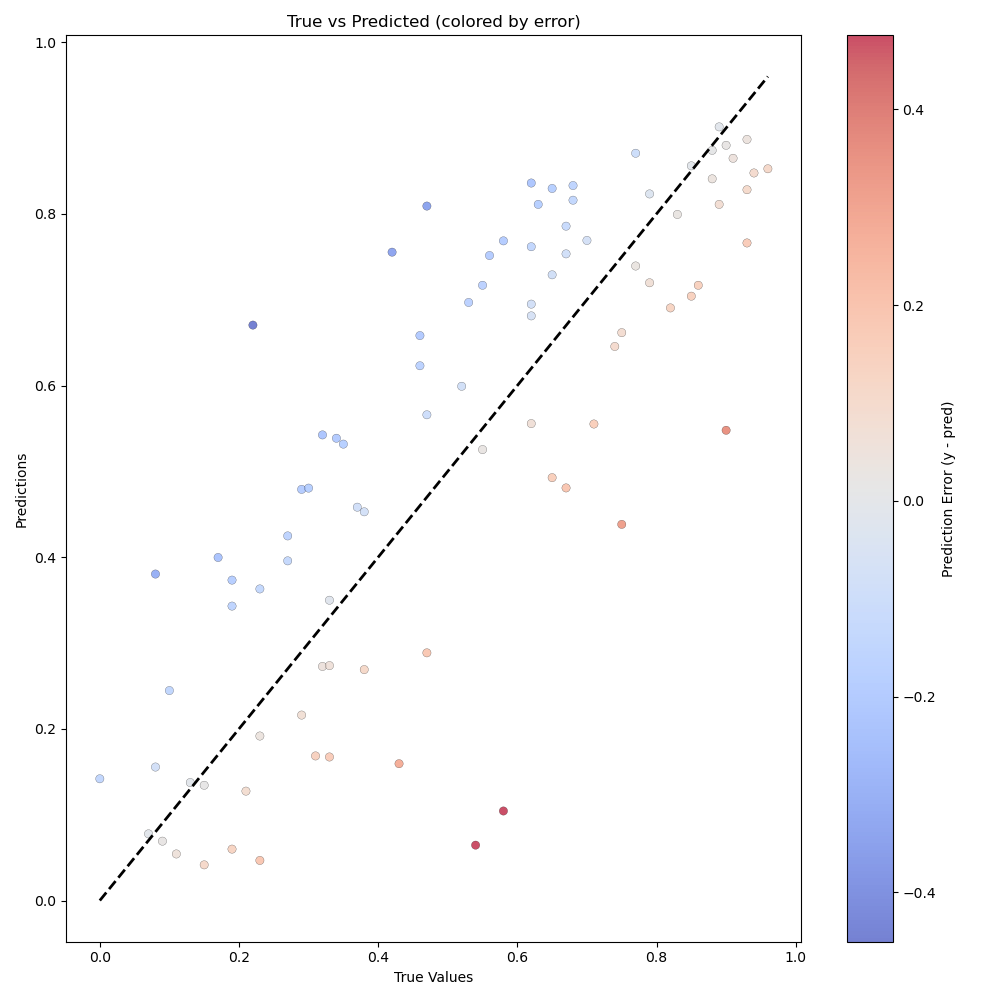 True vs Predicted (colored by error)
1.0
0.8
0.6
0.4
0.2
0.0
Predictions
0.0 0.2 0.4 0.6 0.8 1.0
True Values
0.4
0.2
0.0
−0.2
−0.4
Prediction Error (y - pred)